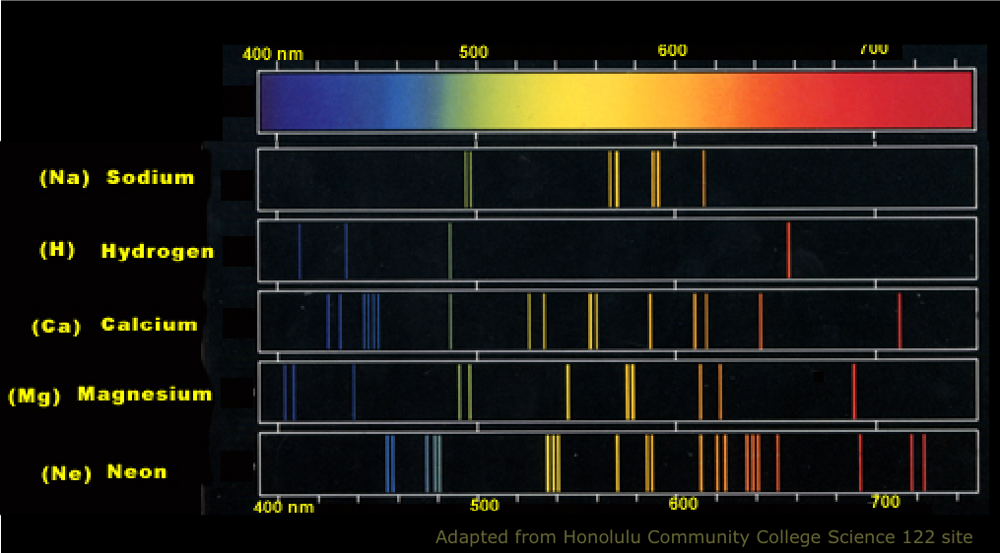 400 nm 500 600 700
(Na) Sodium
(H) Hydrogen
(Ca) Calcium
(Mg) Magnesium
(Ne) Neon
400 nm 500 600 700
Adapted from Honolulu Community College Science 122 site